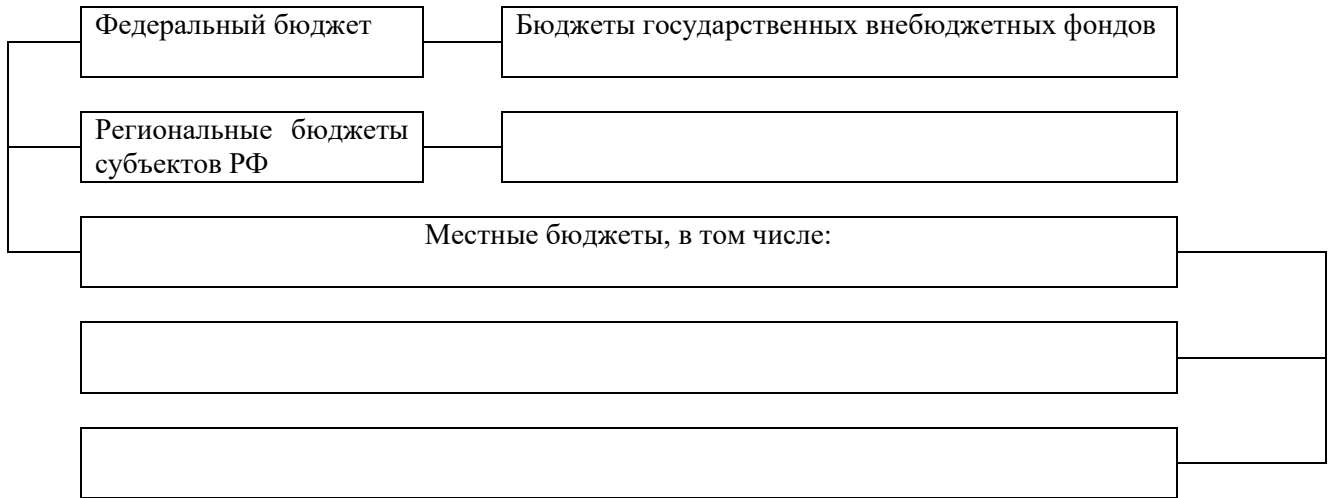 Федеральный бюджет
Бюджеты государственных внебюджетных фондов
Региональные бюджеты
субъектов РФ
Местные бюджеты, в том числе: